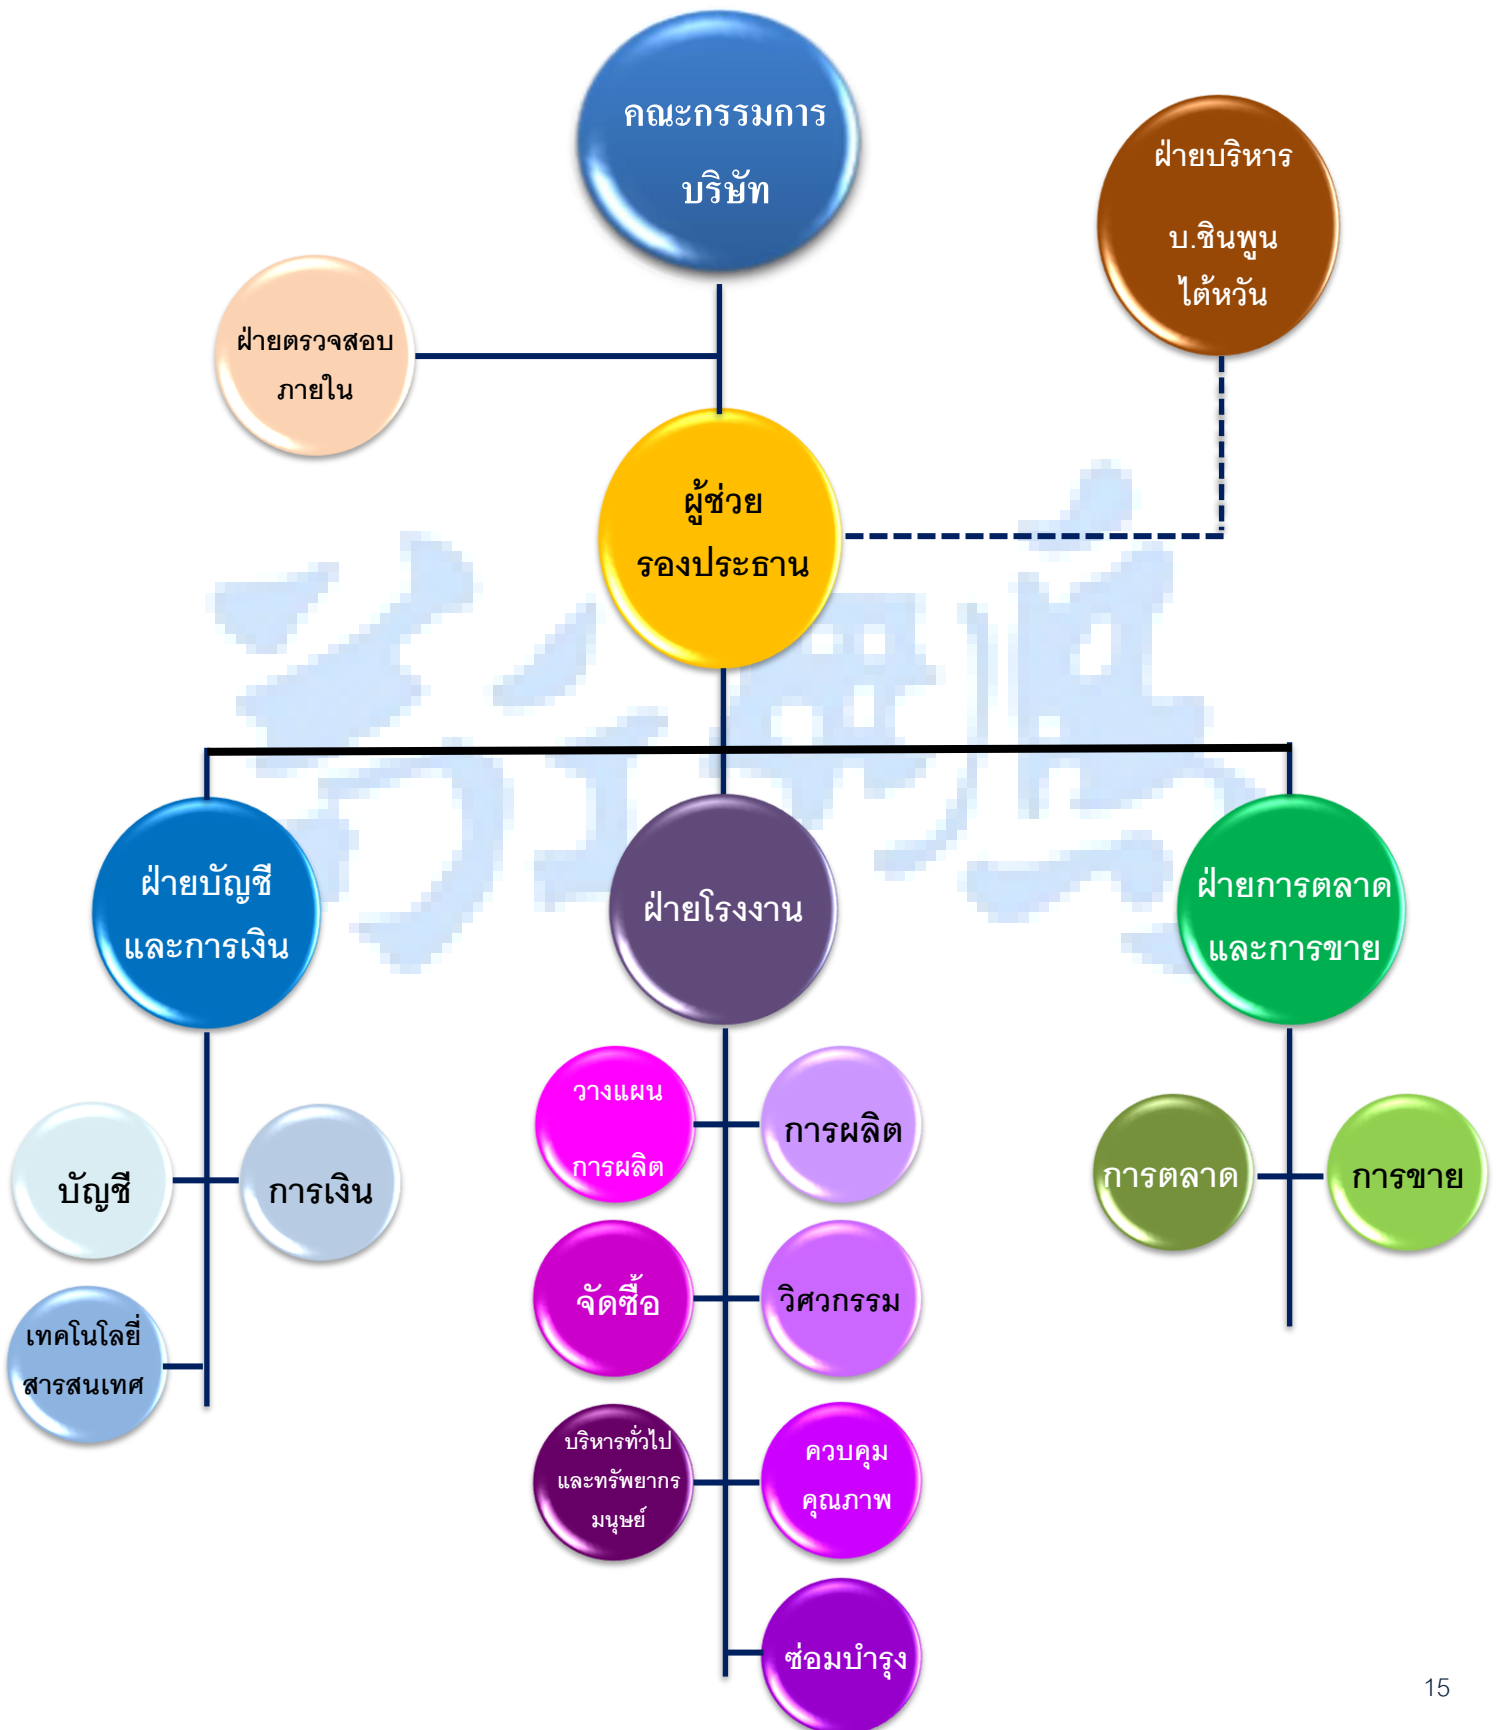 คณะกรรมการ
บริษัท
ฝ่ายบริหาร
บ.ชินพูน
ไต้หวัน
ฝ่ายตรวจสอบ
ภายใน
ผู้ช่วย
รองประธาน
ฝ่ายบัญชี
และการเงิน
ฝ่ายโรงงาน
ฝ่ายการตลาด
และการขาย
บัญชี
การเงิน
เทคโนโลยี่
สารสนเทศ
วางแผน
การผลิต
การผลิต
จัดซื้อ
วิศวกรรม
บริหารทั่วไป
และทรัพยากร
มนุษย์
ควบคุม
คุณภาพ
ซ่อมบำรุง
การตลาด
การขาย
15